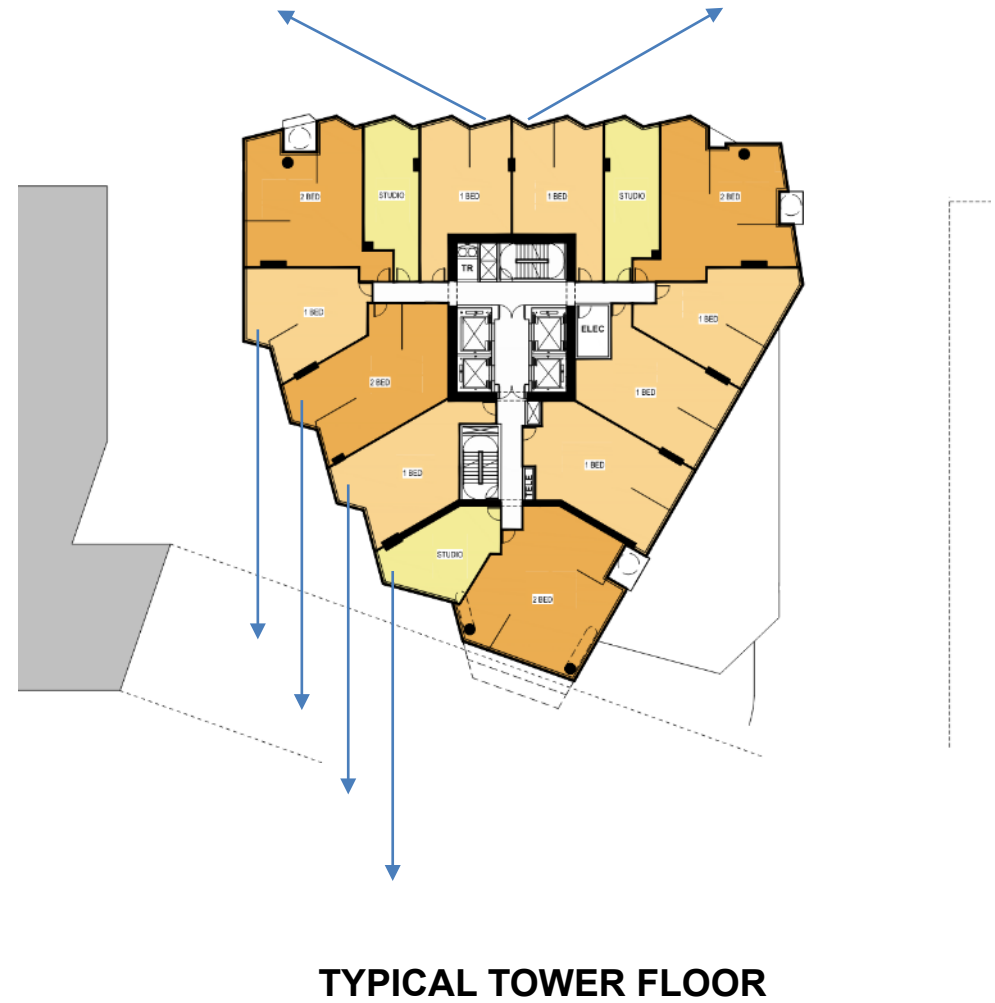 2 BED
STUDIO
1 BED
1 BED
STUDIO
2 BED
TR
1 BED
1 BED
ELEC
2 BED
1 BED
1 BED
1 BED
TELE
STUDIO
2 BED
TYPICAL TOWER FLOOR